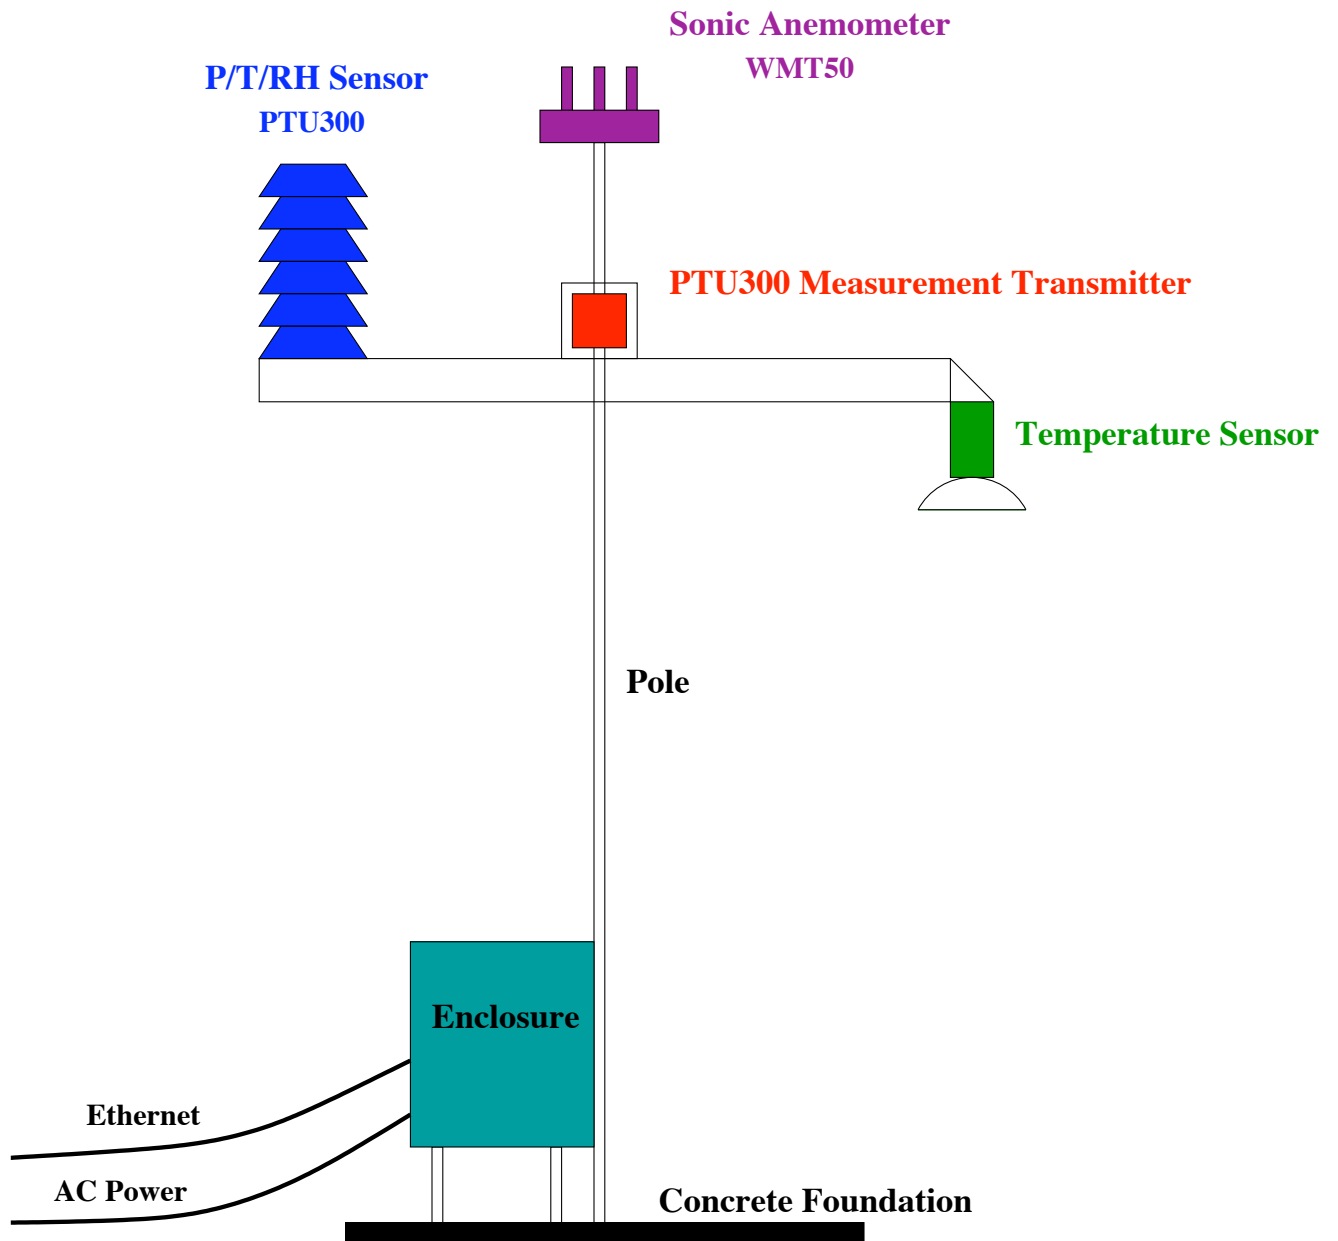 Sonic Anemometer
WMT50
P/T/RH Sensor
PTU300
PTU300 Measurement Transmitter
Temperature Sensor
Pole
Enclosure
Ethernet
AC Power
Concrete Foundation